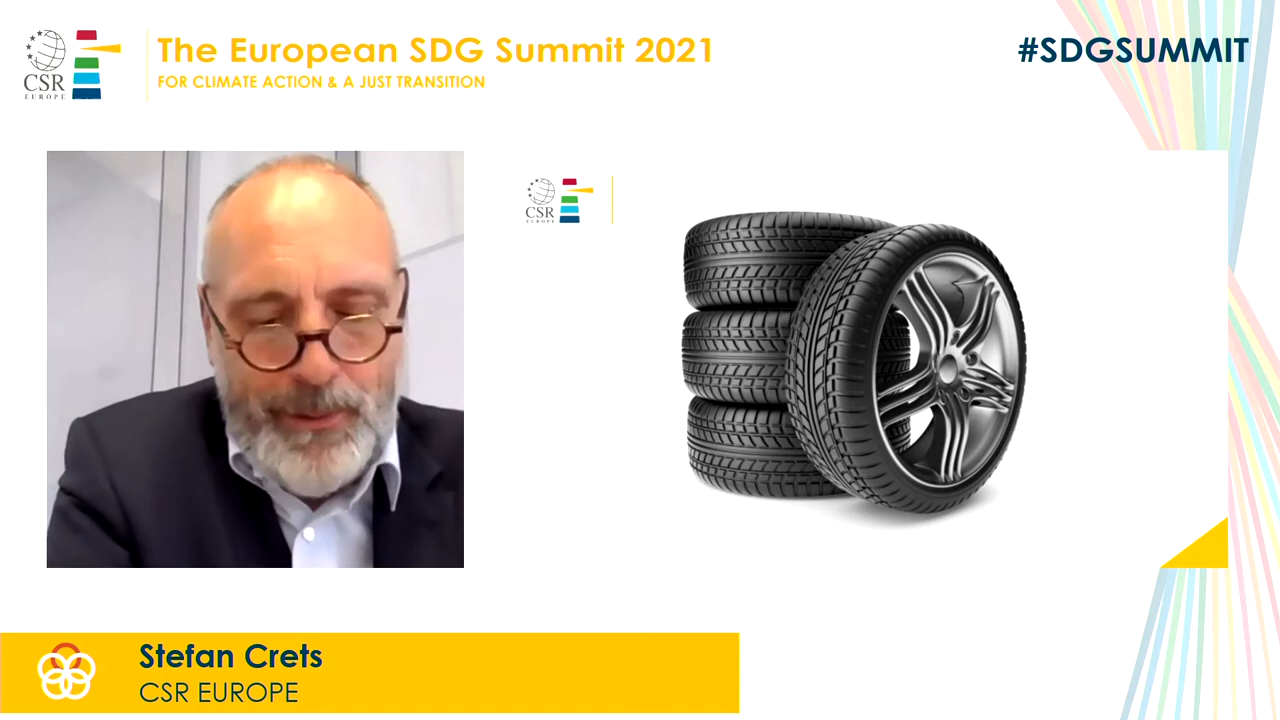 CSR
EUROPE
The European SDG Summit 2021
FOR CLIMATE ACTION & A JUST TRANSITION
#SDGSUMMIT
CSR
EUROPE
Stefan Crets
CSR EUROPE